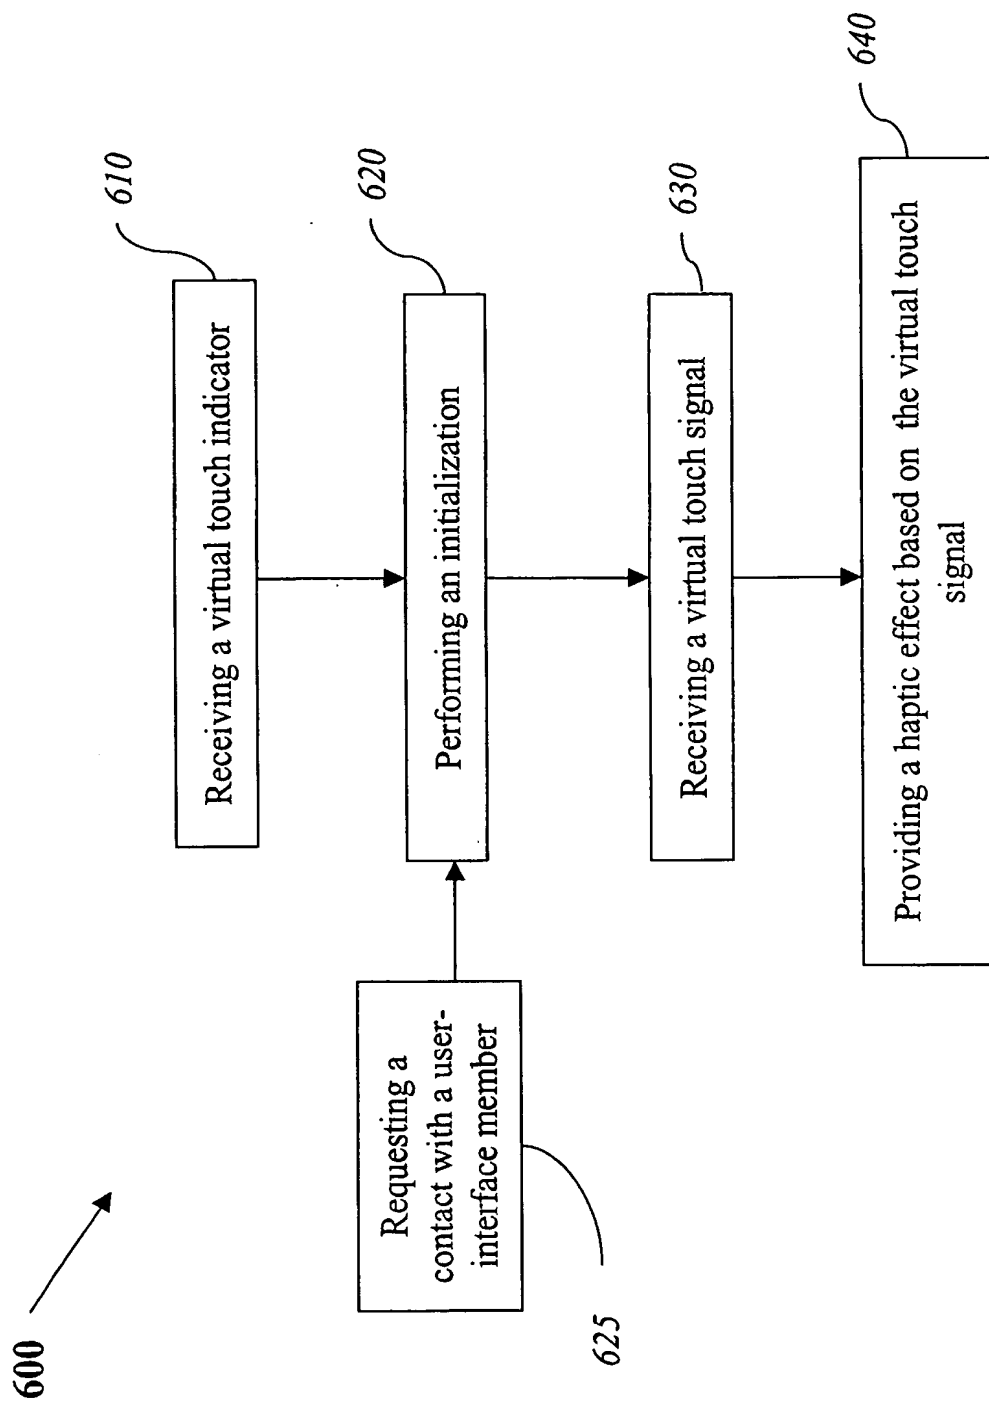 600
610
Receiving a virtual touch indicator
620
Performing an initialization
Requesting a
contact with a user-
interface member
625
630
Receiving a virtual touch signal
640
Providing a haptic effect based on the virtual touch
signal